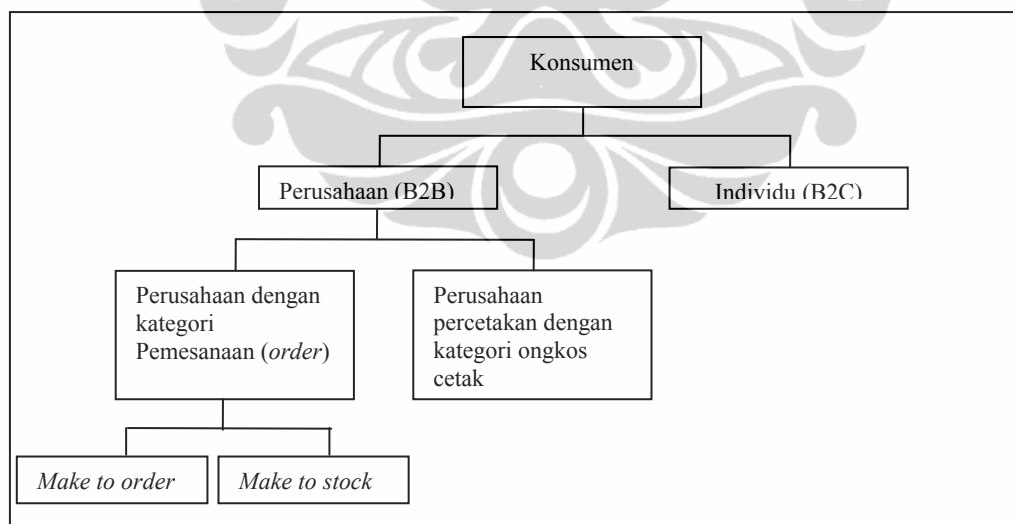 Konsumen
Perusahaan (B2B)
Individu (B2C)
Perusahaan dengan
kategori
Pemesanaan (order)
Perusahaan
percetakan dengan
kategori ongkos
cetak
Make to order
Make to stock